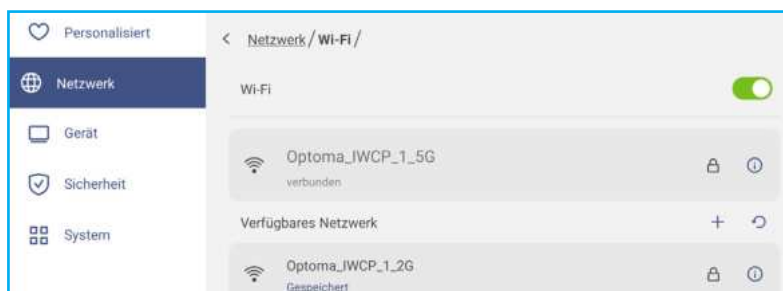 Personalisiert
Netzwerk / Wi-Fi /
Netzwerk
Wi-Fi
Gerät
Optoma_IWCP_1_5G
verbunden
Sicherheit
Verfügbares Netzwerk
System
Optoma_IWCP_1_2G
Gespeichert